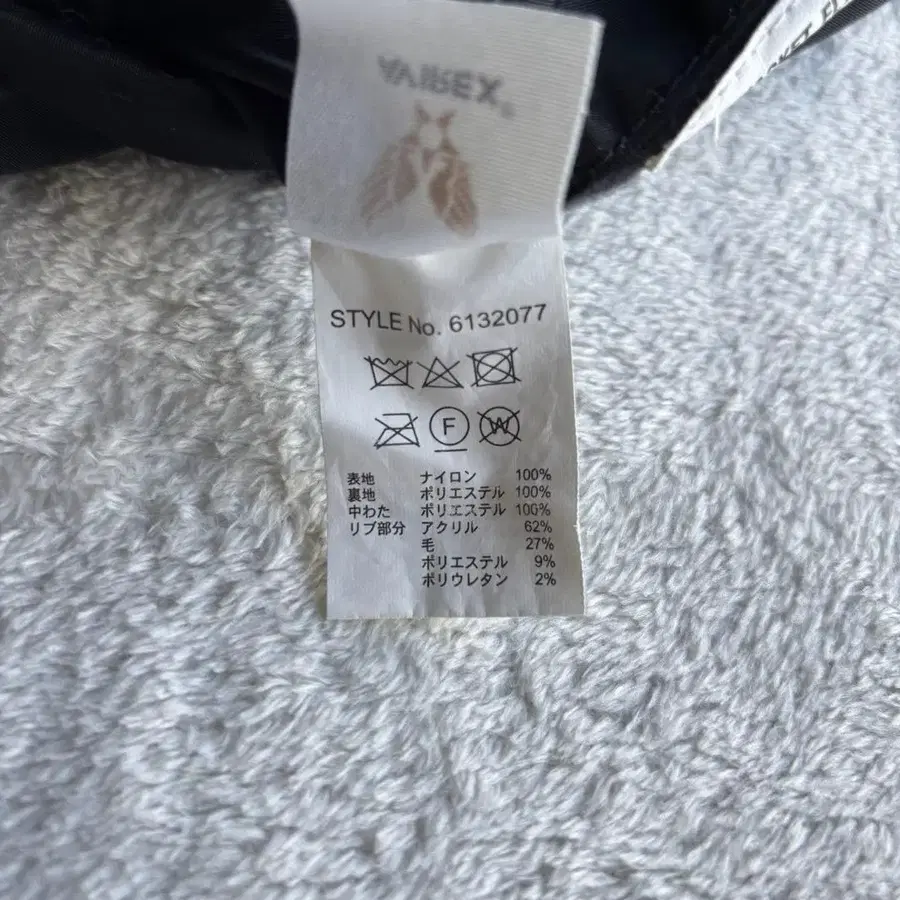 AVIREX
STYLE No. 6132077
F W
表地 ナイロン 100%
裏地 ポリエステル 100%
中わた ポリエステル 100%
リブ部分 アクリル 62%
毛 27%
ポリエステル 9%
ポリウレタン 2%